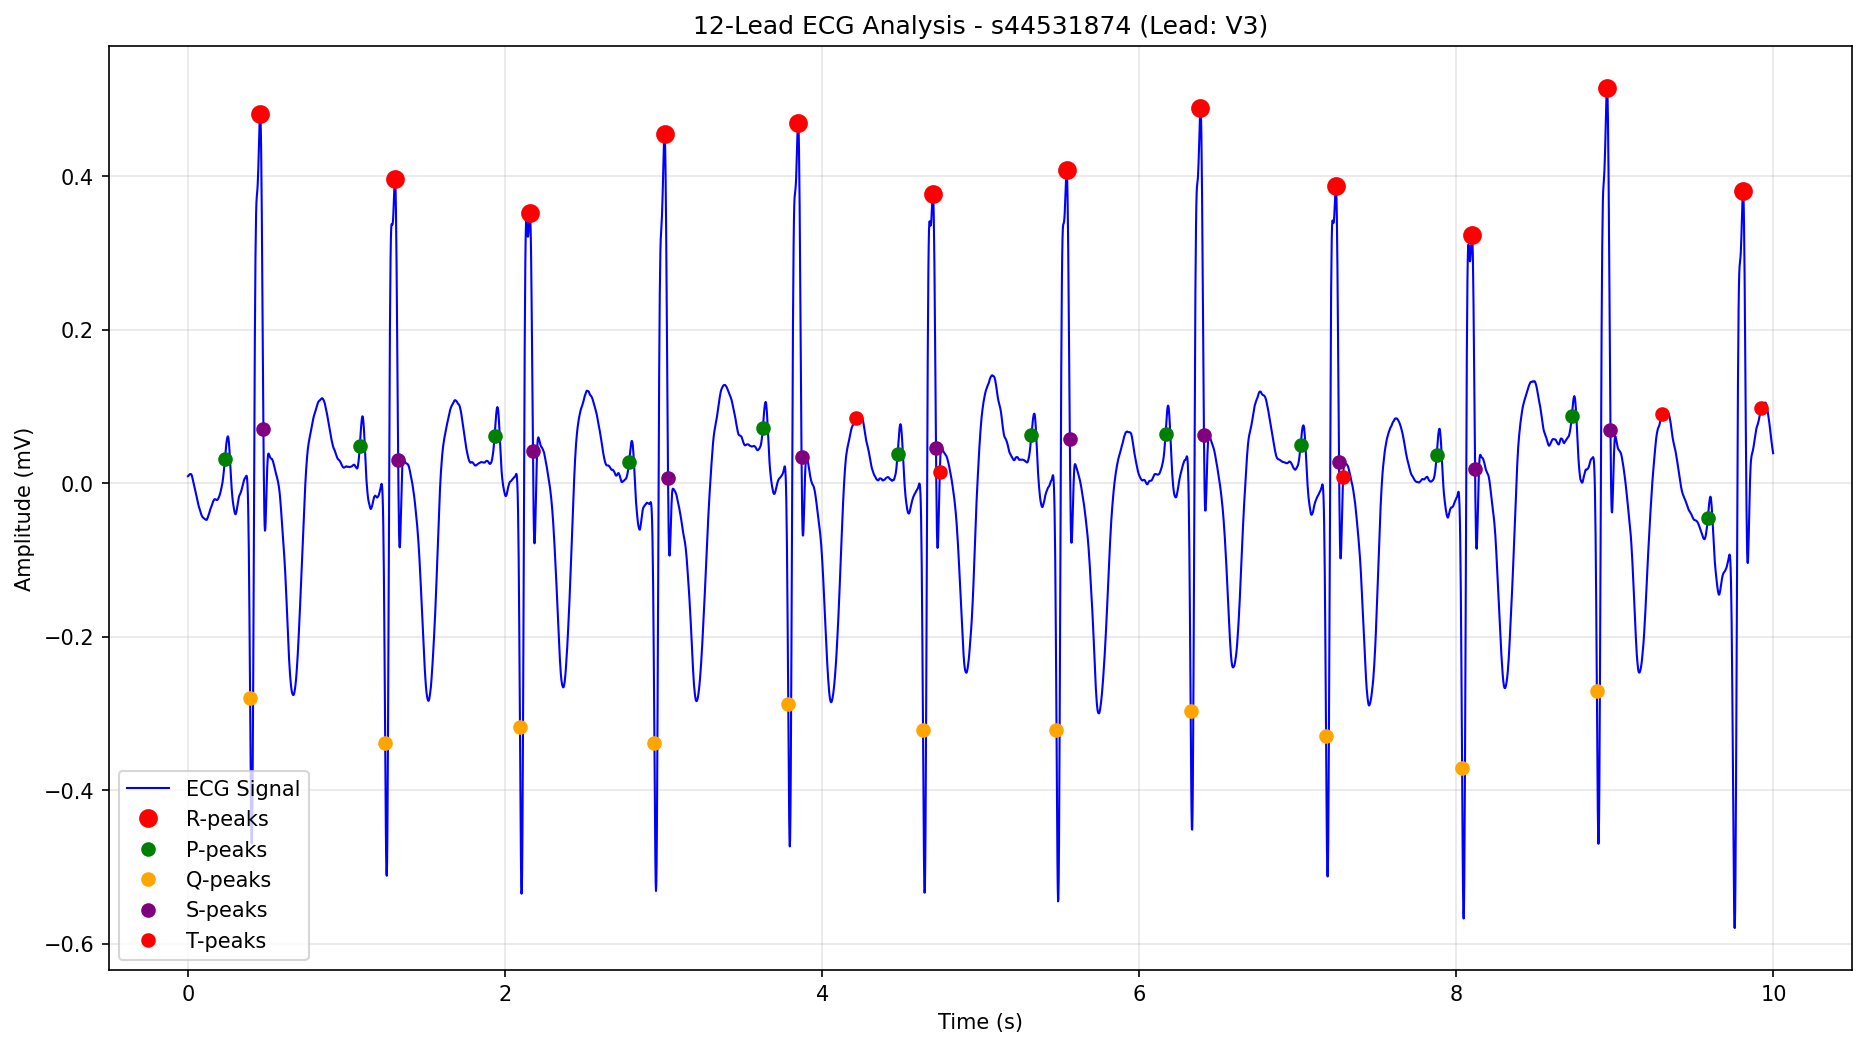 12-Lead ECG Analysis - s44531874 (Lead: V3)
Amplitude (mV)
0.4
0.2
0.0
−0.2
−0.4
−0.6
ECG Signal
R-peaks
P-peaks
Q-peaks
S-peaks
T-peaks
0 2 4 6 8 10
Time (s)